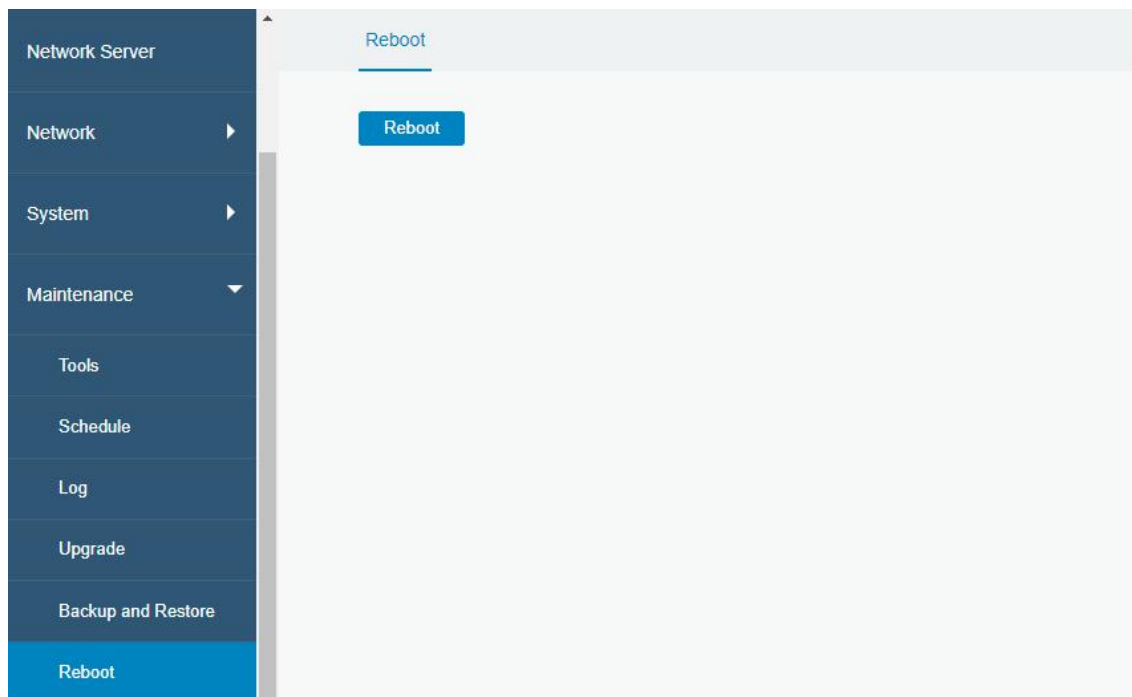 Network Server
Network
System
Maintenance
Tools
Schedule
Log
Upgrade
Backup and Restore
Reboot
Reboot
Reboot